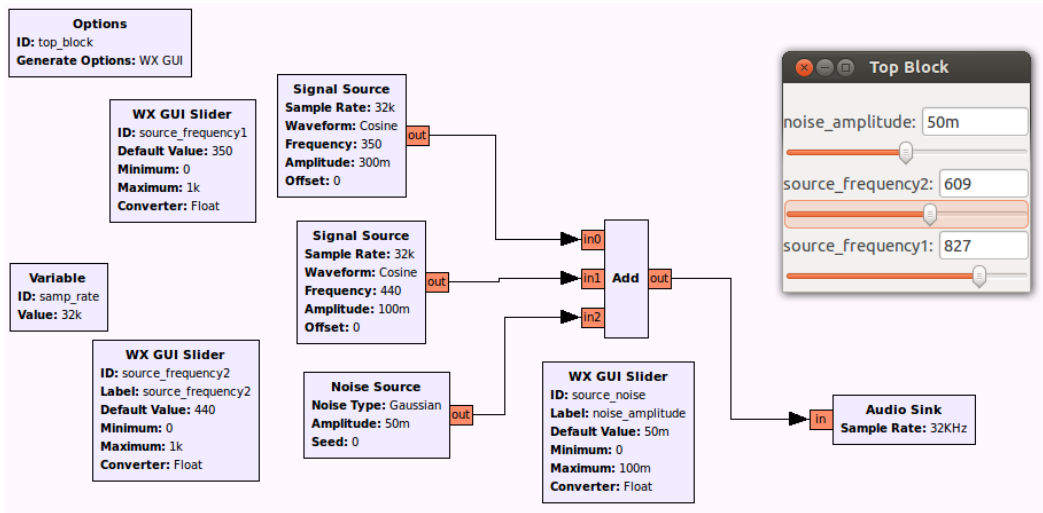 Options
ID: top_block
Generate Options: WX GUI
WX GUI Slider
ID: source_frequency1
Default Value: 350
Minimum: 0
Maximum: 1k
Converter: Float
Signal Source
Sample Rate: 32k
Waveform: Cosine
Frequency: 350
Amplitude: 300m
Offset: 0
out
Top Block
noise_amplitude: 50m
source_frequency2: 609
source_frequency1: 827
Variable
ID: samp_rate
Value: 32k
Signal Source
Sample Rate: 32k
Waveform: Cosine
Frequency: 440
Amplitude: 100m
Offset: 0
out
in0
in1
in2
Add
out
WX GUI Slider
ID: source_frequency2
Label: source_frequency2
Default Value: 440
Minimum: 0
Maximum: 1k
Converter: Float
Noise Source
Noise Type: Gaussian
Amplitude: 50m
Seed: 0
out
WX GUI Slider
ID: source_noise
Label: noise_amplitude
Default Value: 50m
Minimum: 0
Maximum: 100m
Converter: Float
in
Audio Sink
Sample Rate: 32KHz